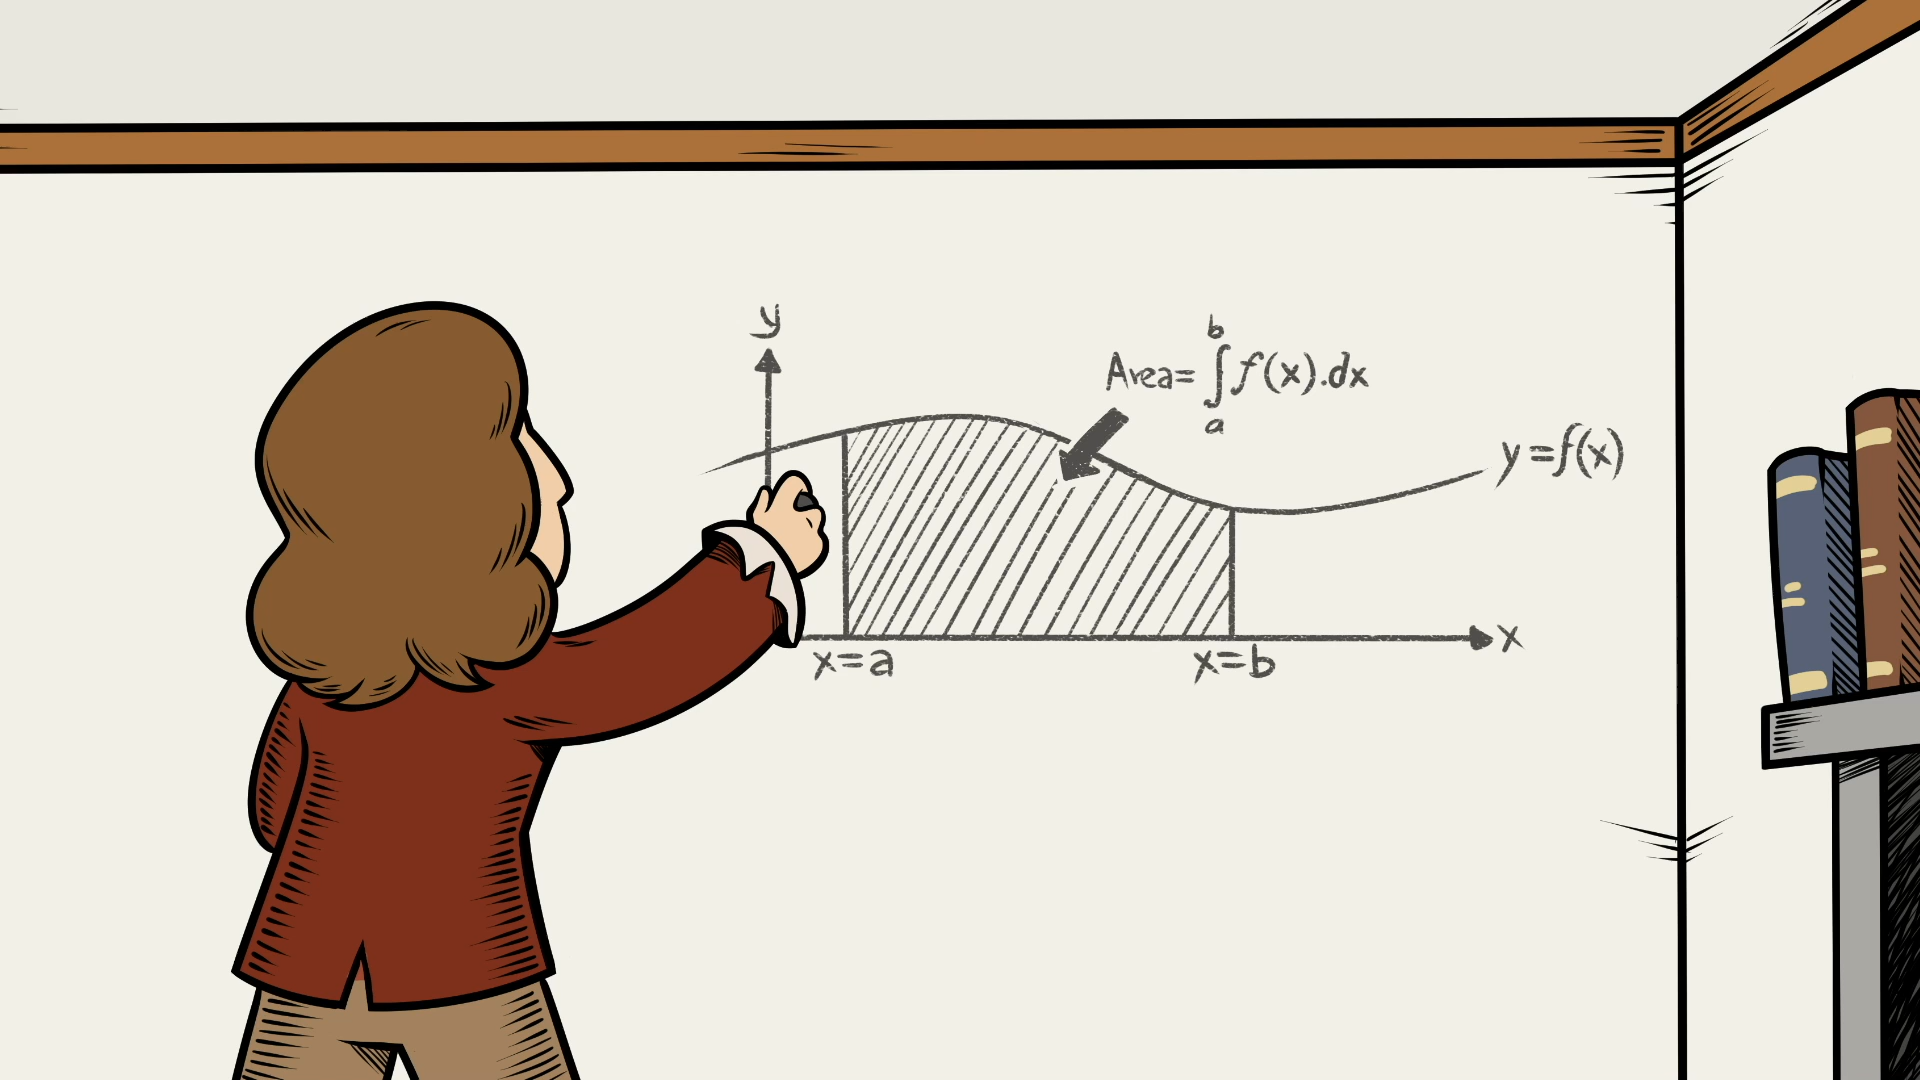 y
b
Area= ∫ f(x).dx
a
y=f(x)
x
x=a
x=b